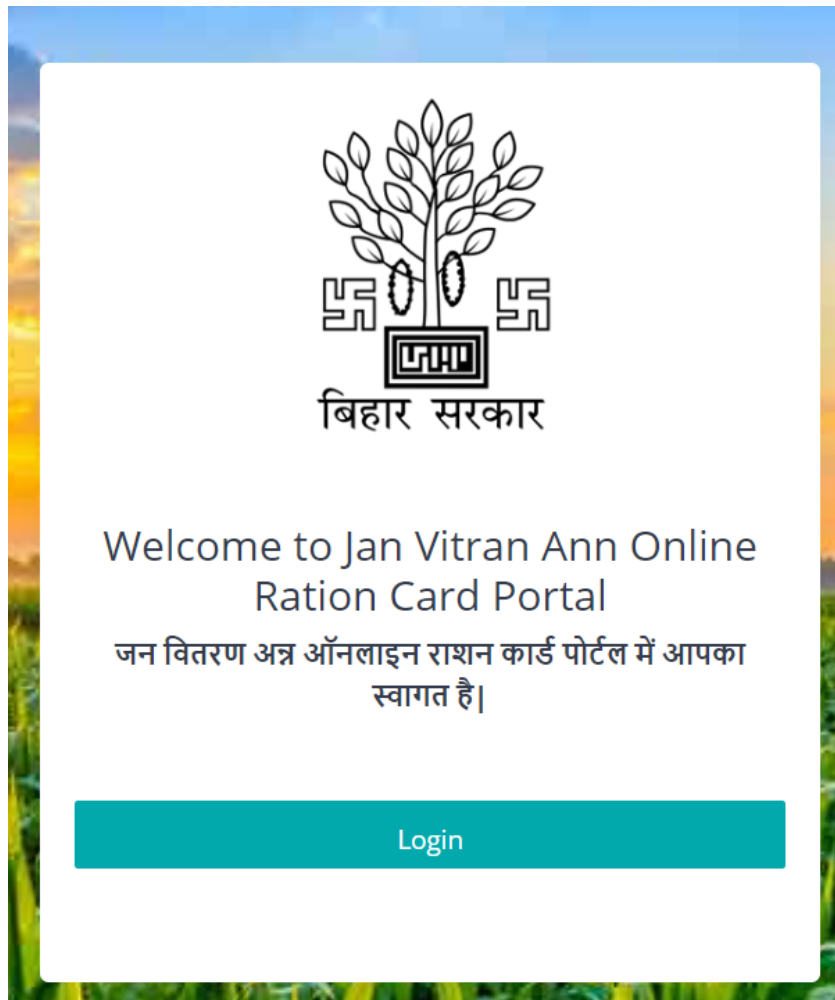 बिहार सरकार
Welcome to Jan Vitran Ann Online
Ration Card Portal
जन वितरण अन्न ऑनलाइन राशन कार्ड पोर्टल में आपका
स्वागत है|
Login